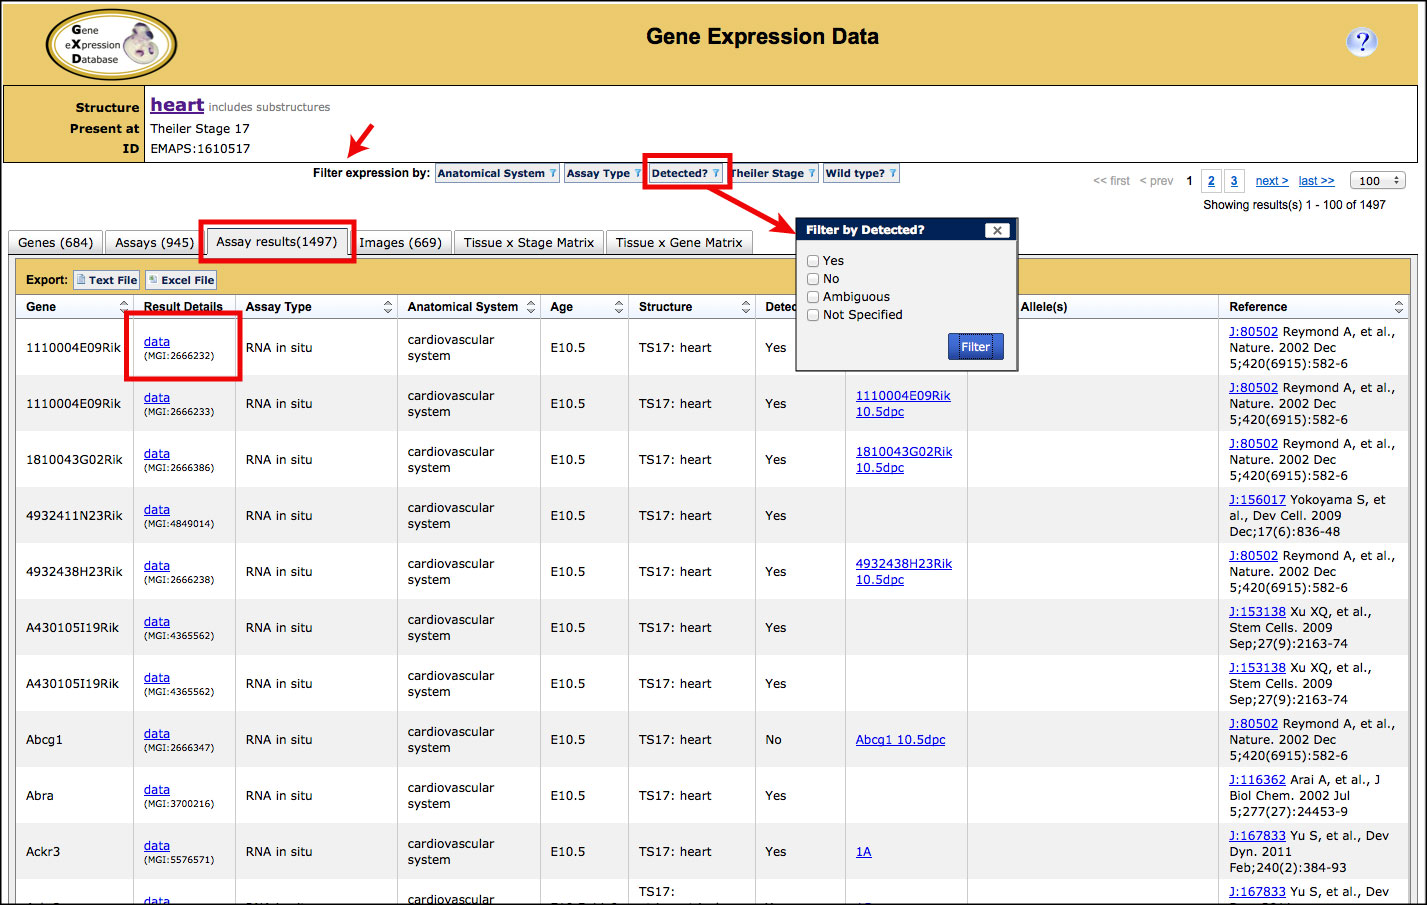 Gene
eXpression
Database
Gene Expression Data
?
Structure heart includes substructures
Present at Theiler Stage 17
ID EMAPS:1610517
Filter expression by: Anatomical System Assay Type Detected? Theiler Stage Wild type?
<< first < prev 1 2 3 next > last >> 100
Showing results(s) 1 - 100 of 1497
Genes (684) Assays (945) Assay results(1497) Images (669) Tissue x Stage Matrix Tissue x Gene Matrix
Filter by Detected? ×
Yes
No
Ambiguous
Not Specified
Filter
Export: Text File Excel File
Gene Result Details Assay Type Anatomical System Age Structure Allele(s) Reference
1110004E09Rik data (MGI:2666232) RNA in situ cardiovascular system E10.5 TS17: heart Yes J:80502 Reymond A, et al., Nature. 2002 Dec 5;420(6915):582-6
1110004E09Rik data (MGI:2666233) RNA in situ cardiovascular system E10.5 TS17: heart Yes 1110004E09Rik 10.5dpc J:80502 Reymond A, et al., Nature. 2002 Dec 5;420(6915):582-6
1810043G02Rik data (MGI:2666386) RNA in situ cardiovascular system E10.5 TS17: heart Yes 1810043G02Rik 10.5dpc J:80502 Reymond A, et al., Nature. 2002 Dec 5;420(6915):582-6
4932411N23Rik data (MGI:4849014) RNA in situ cardiovascular system E10.5 TS17: heart Yes J:156017 Yokoyama S, et al., Dev Cell. 2009 Dec;17(6):836-48
4932438H23Rik data (MGI:2666238) RNA in situ cardiovascular system E10.5 TS17: heart Yes 4932438H23Rik 10.5dpc J:80502 Reymond A, et al., Nature. 2002 Dec 5;420(6915):582-6
A430105I19Rik data (MGI:4365562) RNA in situ cardiovascular system E10.5 TS17: heart Yes J:153138 Xu XQ, et al., Stem Cells. 2009 Sep;27(9):2163-74
A430105I19Rik data (MGI:4365562) RNA in situ cardiovascular system E10.5 TS17: heart Yes J:153138 Xu XQ, et al., Stem Cells. 2009 Sep;27(9):2163-74
Abcg1 data (MGI:2666347) RNA in situ cardiovascular system E10.5 TS17: heart No Abcg1 10.5dpc J:80502 Reymond A, et al., Nature. 2002 Dec 5;420(6915):582-6
Abra data (MGI:3700216) RNA in situ cardiovascular system E10.5 TS17: heart Yes J:116362 Arai A, et al., J Biol Chem. 2002 Jul 5;277(27):24453-9
Ackr3 data (MGI:5576571) RNA in situ cardiovascular system E10.5 TS17: heart Yes 1A J:167833 Yu S, et al., Dev Dyn. 2011 Feb;240(2):384-93
data cardiovascular TS17: J:167833 Yu S, et al., Dev